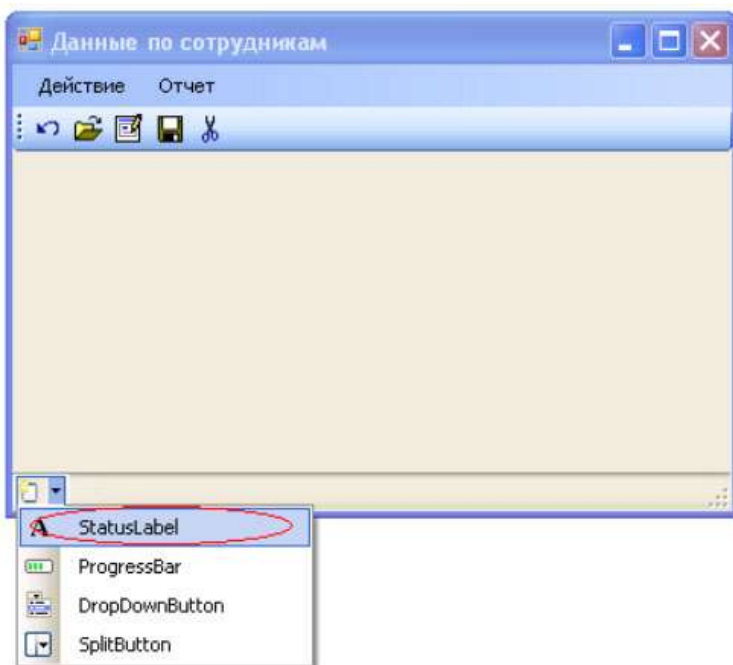 Данные по сотрудникам
Действие Отчет
StatusLabel
ProgressBar
DropDownButton
SplitButton